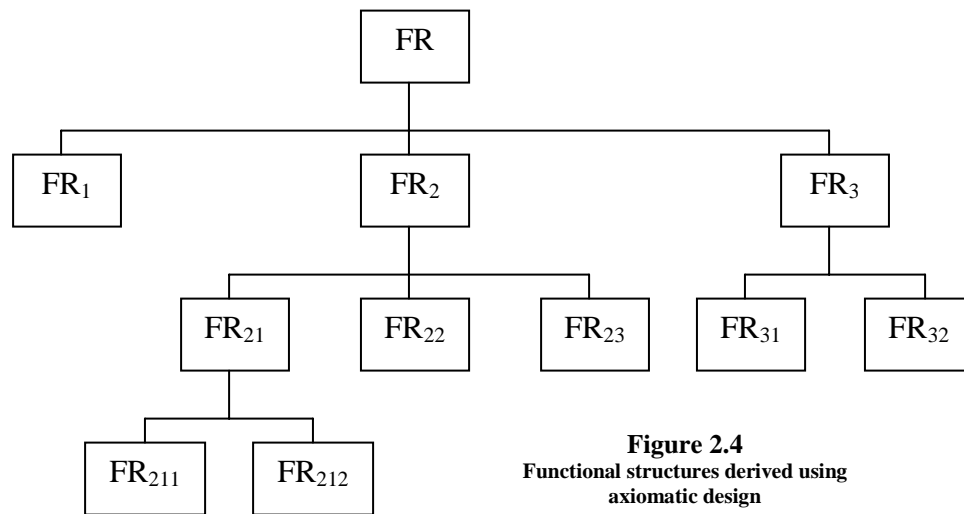 FR
FR₁ FR₂ FR₃
FR₂₁ FR₂₂ FR₂₃ FR₃₁ FR₃₂
FR₂₁₁ FR₂₁₂
Figure 2.4
Functional structures derived using
axiomatic design